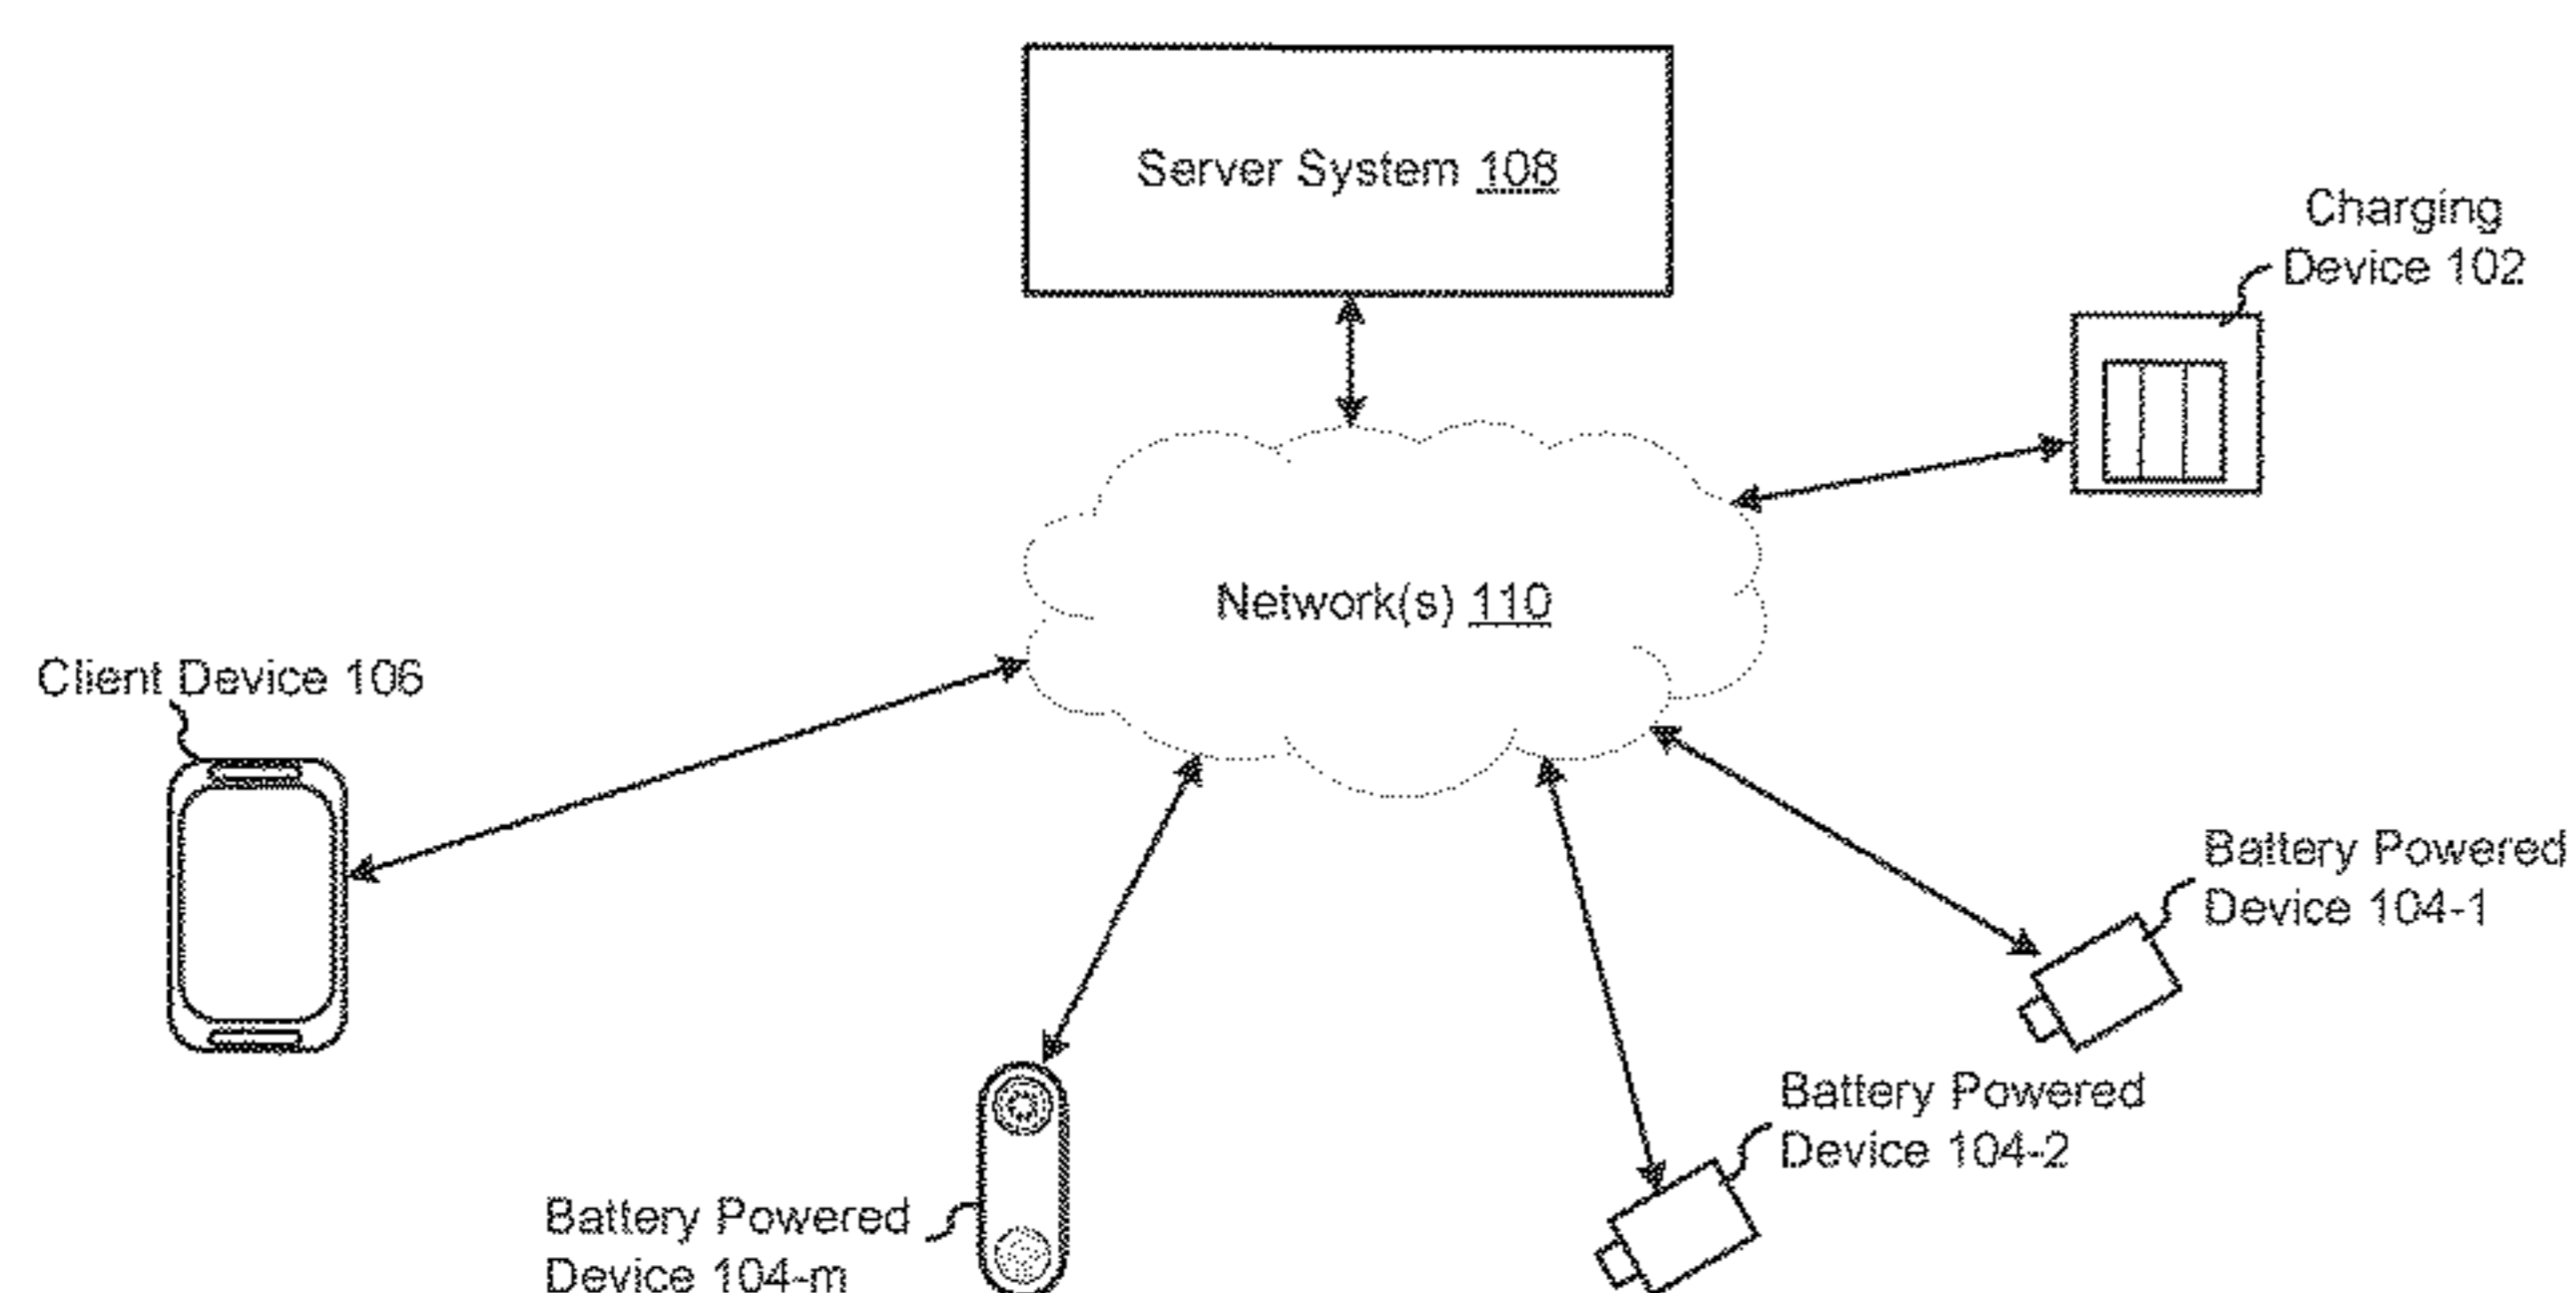 Server System 108
Charging
Device 102
Network(s) 110
Client Device 106
Battery Powered
Device 104-1
Battery Powered
Device 104-2
Battery Powered
Device 104-m